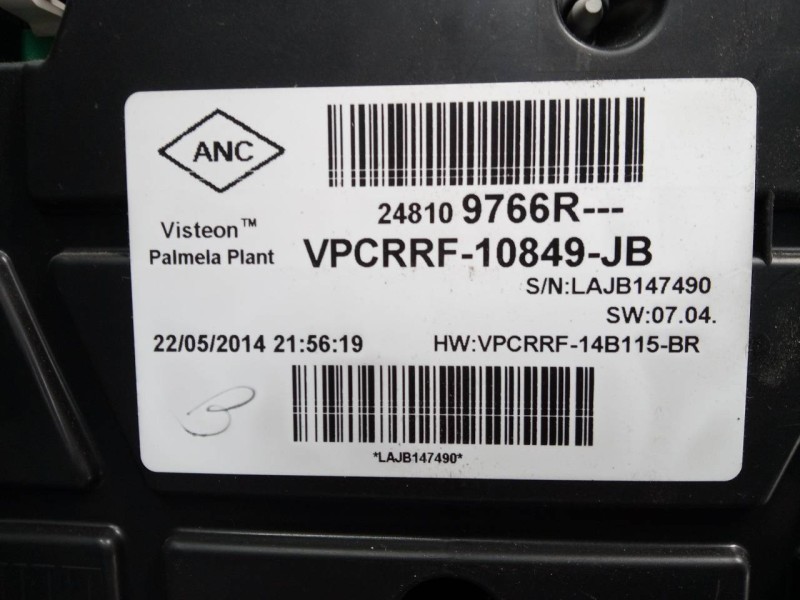 ANC
24810 9766R---
Visteon™
Palmela Plant
VPCRRF-10849-JB
S/N:LAJB147490
SW:07.04.
22/05/2014 21:56:19
HW:VPCRRF-14B115-BR
B
*LAJB147490*